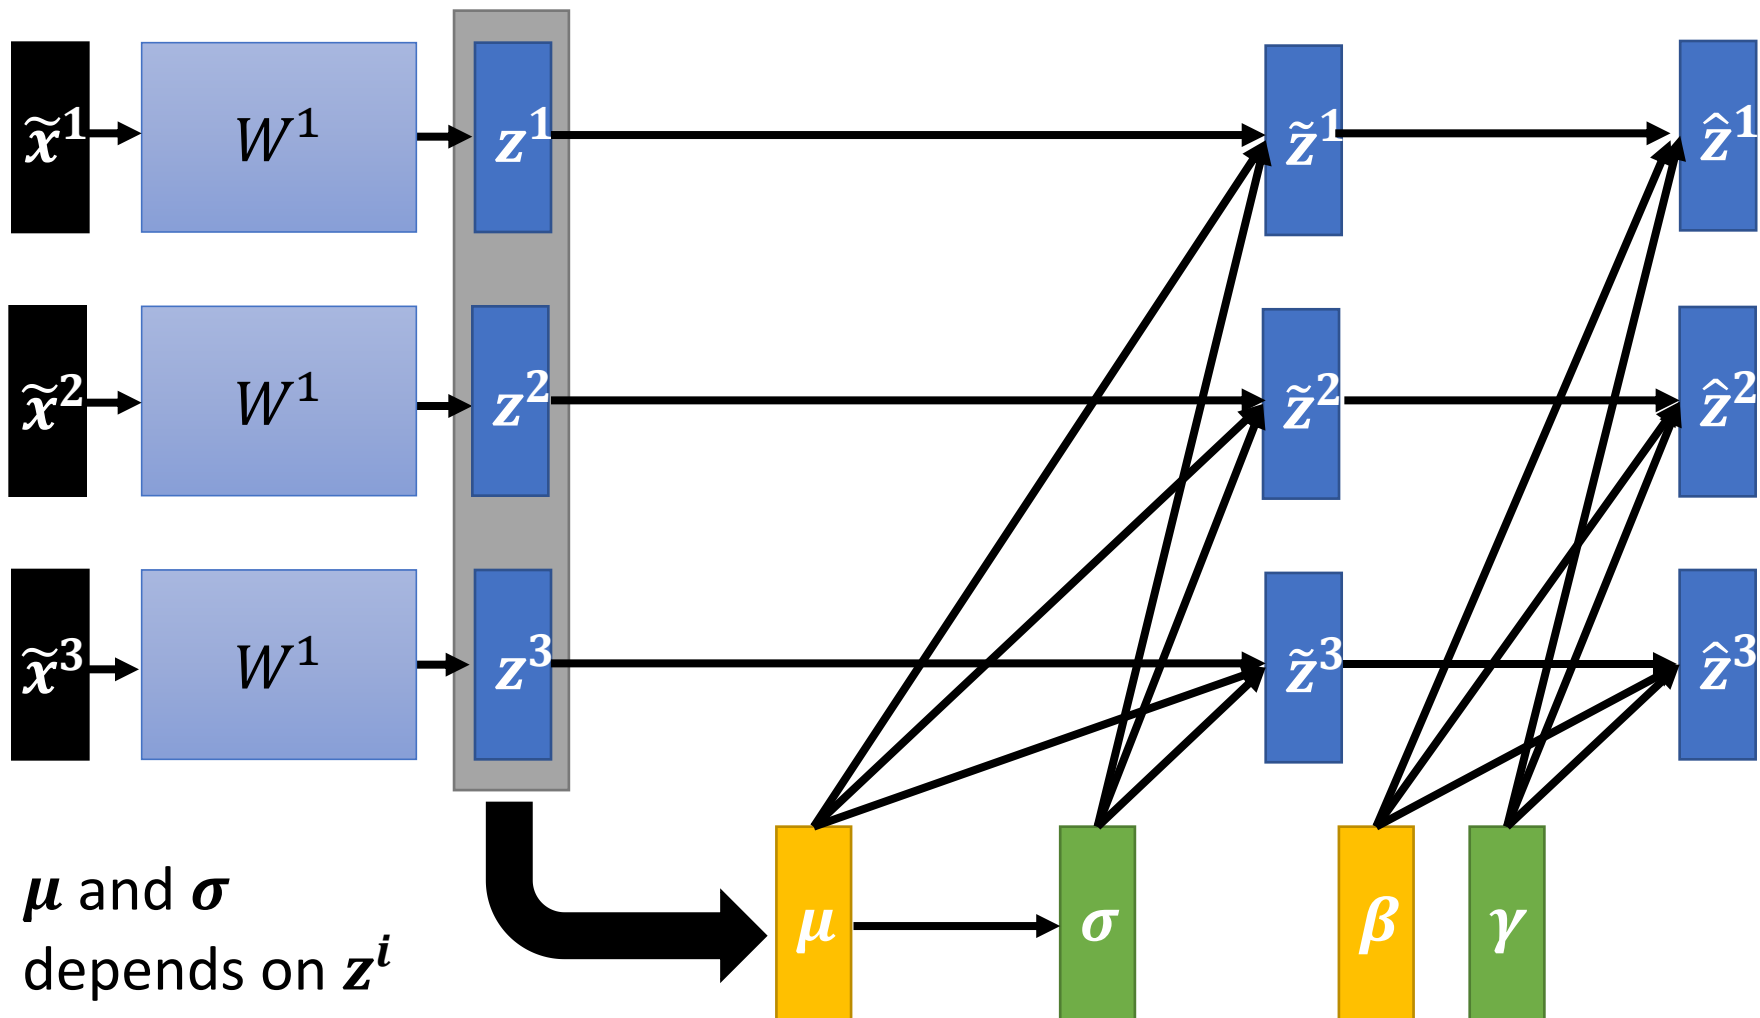 x̃¹ W¹ z¹ z̃¹ ẑ¹
x̃² W¹ z² z̃² ẑ²
x̃³ W¹ z³ z̃³ ẑ³
μ and σ
depends on zⁱ
μ σ β γ